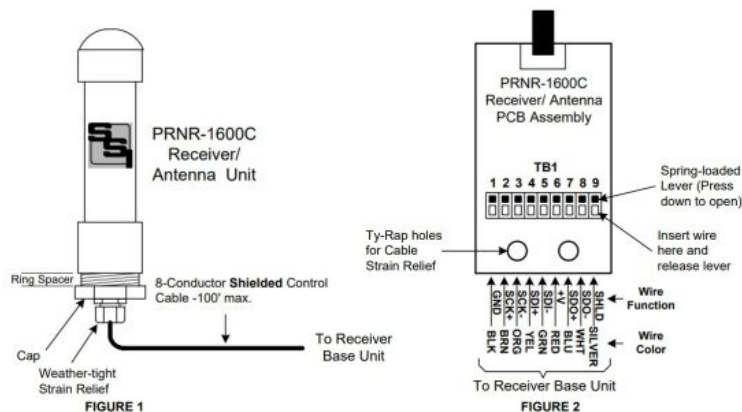 SSI
PRNR-1600C
Receiver/
Antenna Unit
Ring Spacer
8-Conductor Shielded Control
Cable -100' max.
Cap
Weather-tight
Strain Relief
To Receiver
Base Unit
FIGURE 1
PRNR-1600C
Receiver/ Antenna
PCB Assembly
TB1
1 2 3 4 5 6 7 8 9
Spring-loaded
Lever (Press
down to open)
Ty-Rap holes
for Cable
Strain Relief
Insert wire
here and
release lever
GND SCK+ SCK- SDI+ SDI- +V SDO+ SDO- SHLD
Wire
Function
BLK BRN ORG YEL GRN RED BLU WHT SILVER
Wire
Color
To Receiver Base Unit
FIGURE 2